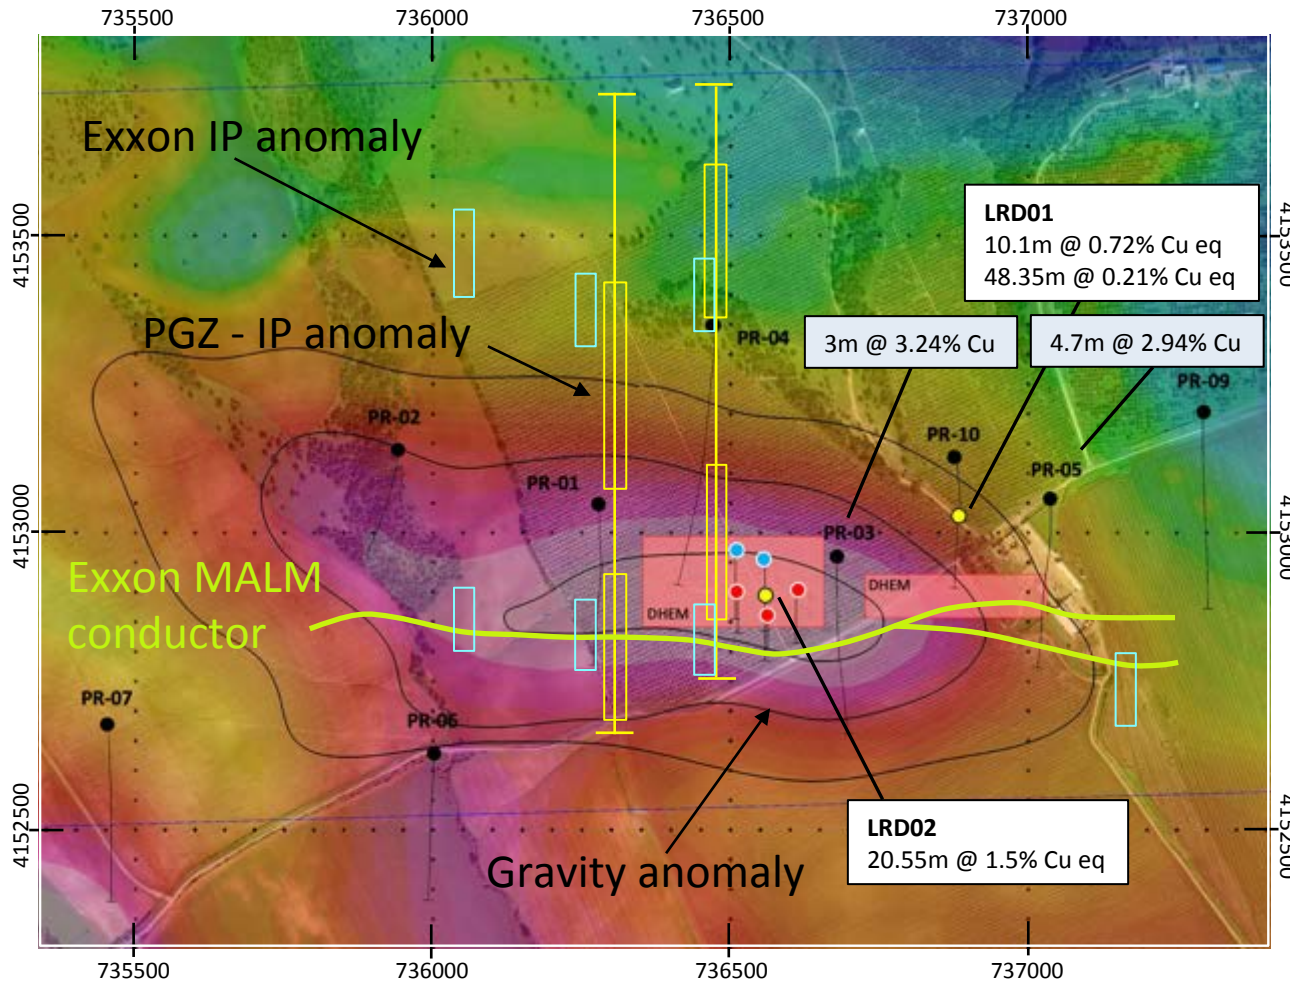 735500 736000 736500 737000
Exxon IP anomaly
4153500
4153500
LRD01
10.1m @ 0.72% Cu eq
48.35m @ 0.21% Cu eq
PGZ - IP anomaly
PR-04
3m @ 3.24% Cu
4.7m @ 2.94% Cu
PR-09
PR-02
PR-10
PR-05
PR-01
4153000
PR-03
4153000
Exxon MALM
conductor
DHEM
DHEM
PR-07
PR-06
4152500
LRD02
20.55m @ 1.5% Cu eq
4152500
Gravity anomaly
735500 736000 736500 737000